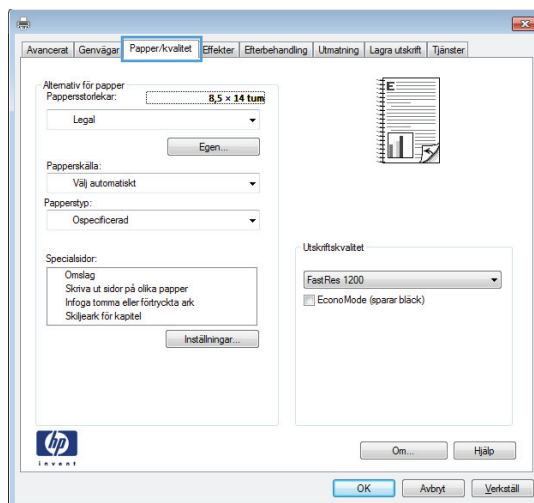 Avancerat Genvägar Papper/kvalitet Effekter Efterbehandling Utmatning Lagra utskrift Tjänster
Alternativ för papper
Pappersstorlekar: 8,5 × 14 tum
Legal
Egen...
Papperskälla:
Välj automatiskt
Papperstyp:
Ospecificerad
Specialsidor:
Omslag
Skriva ut sidor på olika papper
Infoga tomma eller förtryckta ark
Skiljeark för kapitel
Inställningar...
E
Utskriftskvalitet
FastRes 1200
EconoMode (sparar bläck)
hp
invent
Om... Hjälp
OK Avbryt Verkställ